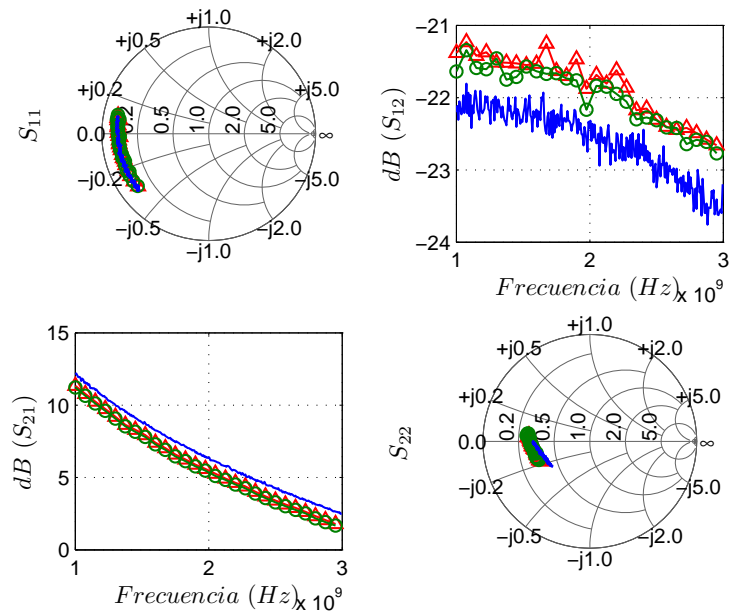 +j1.0
+j0.5
+j2.0
+j0.2
+j5.0
0.0
0.2
0.5
1.0
2.0
5.0
∞
−j0.2
−j5.0
−j0.5
−j2.0
−j1.0
S11
−21
−22
−23
−24
dB (S12)
1
2
3
Frecuencia (Hz)
x 10^9
15
10
5
0
dB (S21)
1
2
3
Frecuencia (Hz)
x 10^9
+j1.0
+j0.5
+j2.0
+j0.2
+j5.0
0.0
0.2
0.5
1.0
2.0
5.0
∞
−j0.2
−j5.0
−j0.5
−j2.0
−j1.0
S22